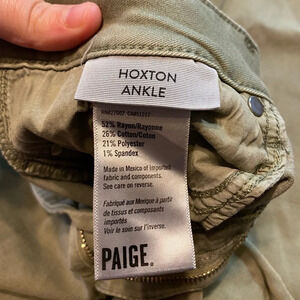 HOXTON
ANKLE
52% Rayon/Rayonne
26% Cotton/Coton
21% Polyester
1% Spandex
Made in Mexico of Imported
fabric and components.
See care on reverse.
Fabriqué aux Mexique à partir
de tissus et composants
importés
Voir le soin sur l'inverse.
PAIGE.